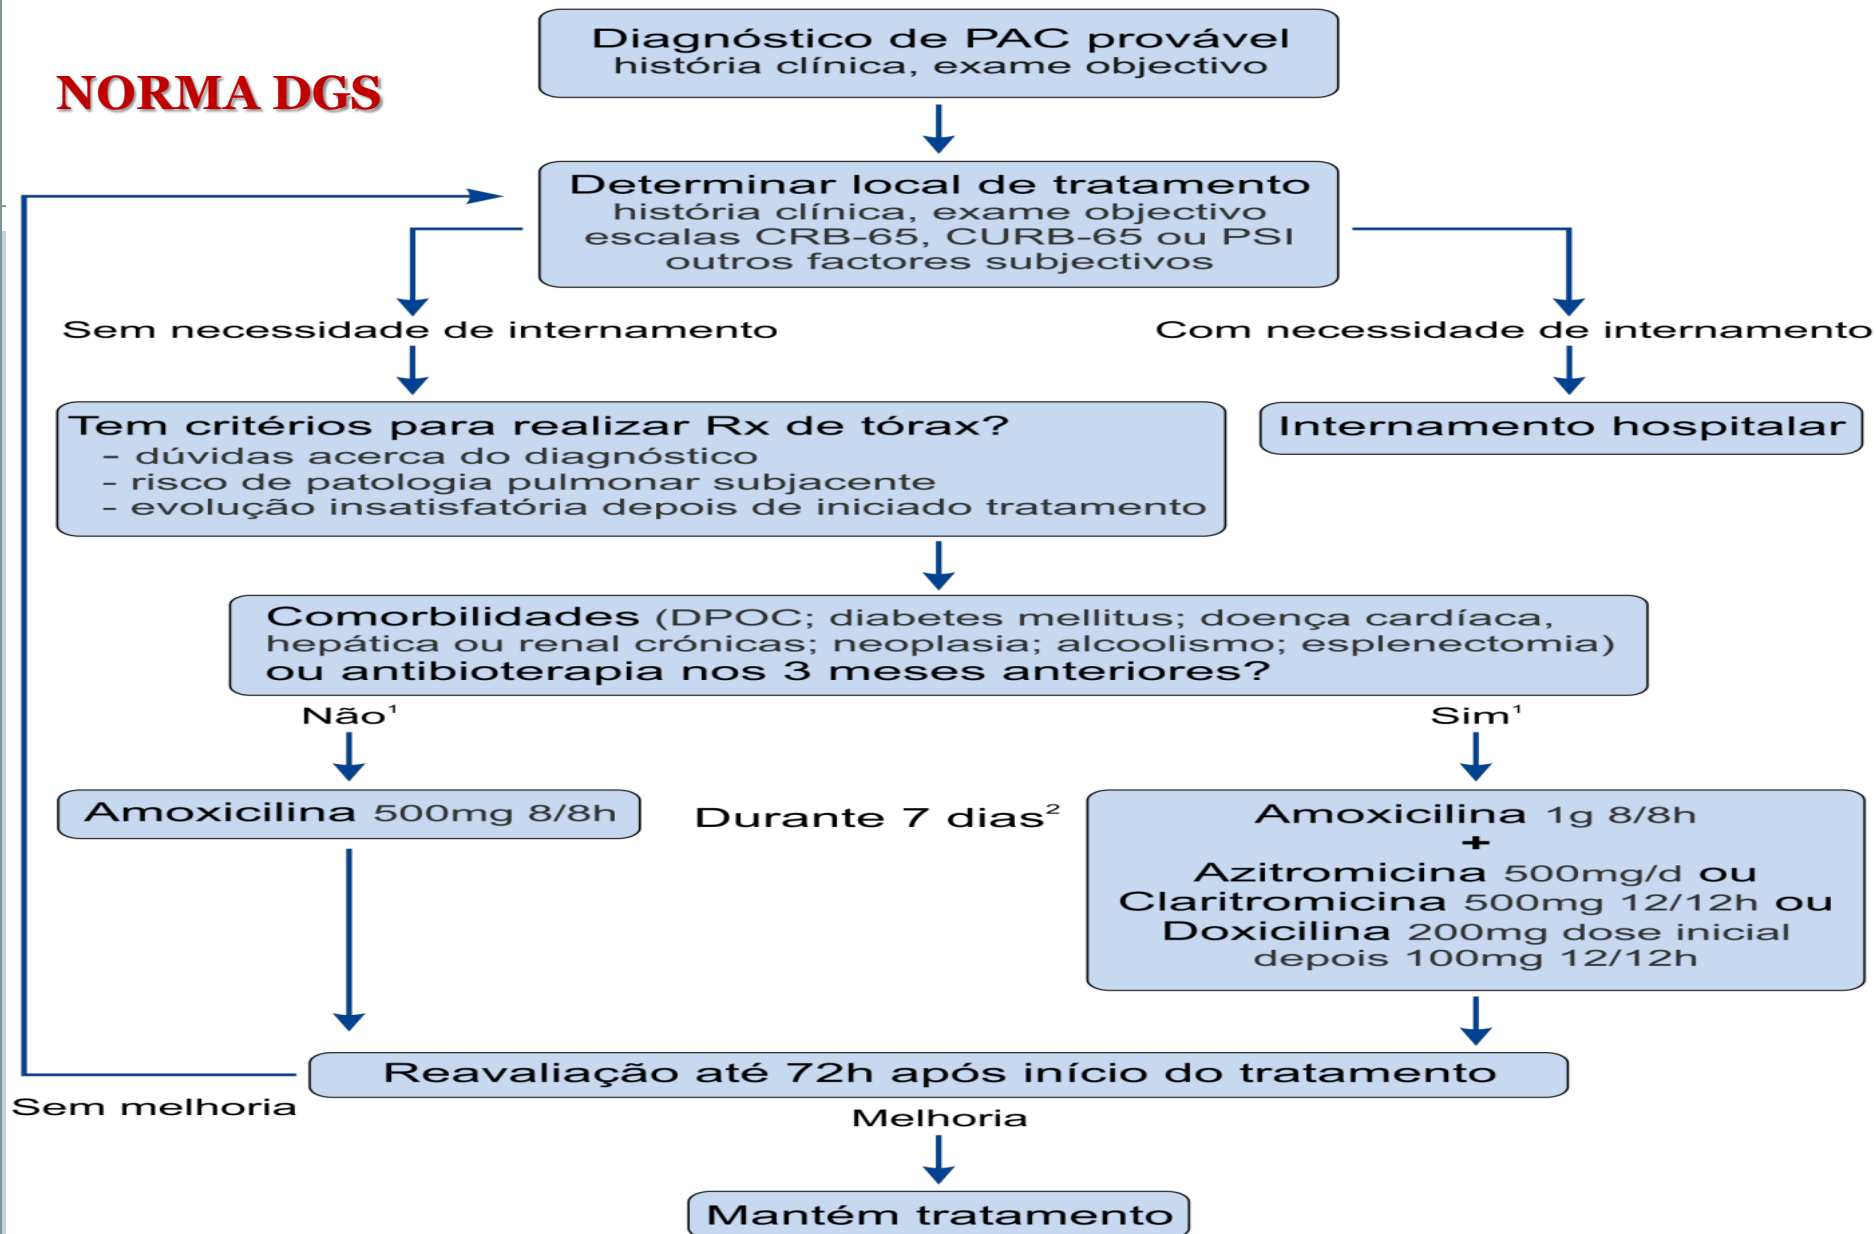 NORMA DGS
Diagnóstico de PAC provável
história clínica, exame objectivo
Determinar local de tratamento
história clínica, exame objectivo
escalas CRB-65, CURB-65 ou PSI
outros factores subjectivos
Sem necessidade de internamento
Com necessidade de internamento
Tem critérios para realizar Rx de tórax?
- dúvidas acerca do diagnóstico
- risco de patologia pulmonar subjacente
- evolução insatisfatória depois de iniciado tratamento
Internamento hospitalar
Comorbilidades (DPOC; diabetes mellitus; doença cardíaca,
hepática ou renal crónicas; neoplasia; alcoolismo; esplenectomia)
ou antibioterapia nos 3 meses anteriores?
Não¹
Sim¹
Amoxicilina 500mg 8/8h
Durante 7 dias²
Amoxicilina 1g 8/8h
+
Azitromicina 500mg/d ou
Claritromicina 500mg 12/12h ou
Doxicilina 200mg dose inicial
depois 100mg 12/12h
Reavaliação até 72h após início do tratamento
Sem melhoria
Melhoria
Mantém tratamento